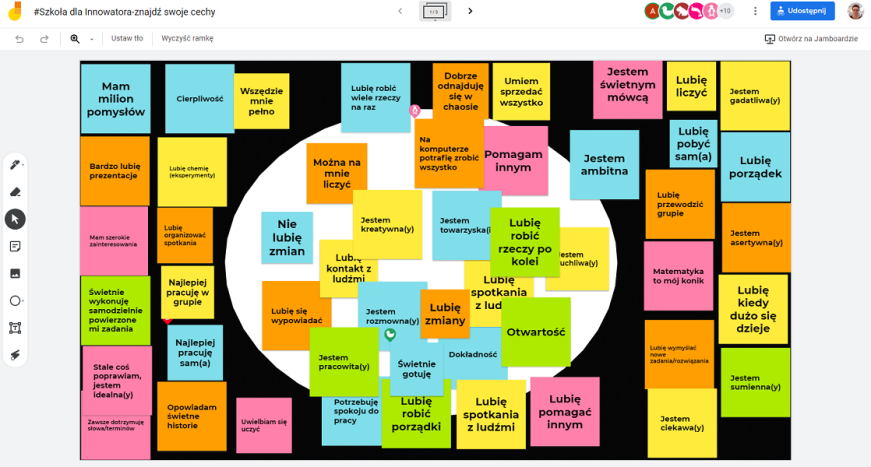 #Szkoła dla Innowatora-znajdź swoje cechy
1/3
A
+10
Udostępnij
Ustaw tło
Wyczyść ramkę
Otwórz na Jamboardzie
Mam
milion
pomysłów
Cierpliwość
Wszędzie
mnie
pełno
Lubię robić
wiele rzeczy
na raz
Dobrze
odnajduję
się w
chaosie
Umiem
sprzedać
wszystko
Jestem
świetnym
mówcą
Lubię
liczyć
Jestem
gadatliwa(y)
Bardzo lubię
prezentacje
Lubię chemię
(eksperymenty)
Można na
mnie
liczyć
Na
komputerze
potrafię zrobić
wszystko
Pomagam
innym
Jestem
ambitna
Lubię
pobyć
sam(a)
Lubię
porządek
Mam szerokie
zainteresowania
Lubię
organizować
spotkania
Nie
lubię
zmian
Jestem
kreatywna(y)
Jestem
towarzyska(i
Lubię
robić
rzeczy po
kolei
Lubię
przewodzić
grupie
Jestem
asertywna(y)
Świetnie
wykonuję
samodzielnie
powierzone
mi zadania
Najlepiej
pracuję w
grupie
Lubię się
wypowiadać
Lubię
kontakt z
ludźmi
Jestem
rozmowna(y)
Lubię
zmiany
Lubię
spotkania
z ludźmi
Jestem
uchliwa(y)
Otwartość
Matematyka
to mój konik
Lubię
kiedy
dużo się
dzieje
Stale coś
poprawiam,
jestem
idealna(y)
Najlepiej
pracuję
sam(a)
Jestem
pracowita(y)
Świetnie
gotuję
Dokładność
Lubię wymyślać
nowe
zadania/rozwiązania
Jestem
sumienna(y)
Zawsze dotrzymuję
słowa/terminów
Opowiadam
świetne
historie
Uwielbiam się
uczyć
Potrzebuję
spokoju do
pracy
Lubię
robić
porządki
Lubię
spotkania
z ludźmi
Lubię
pomagać
innym
Jestem
ciekawa(y)